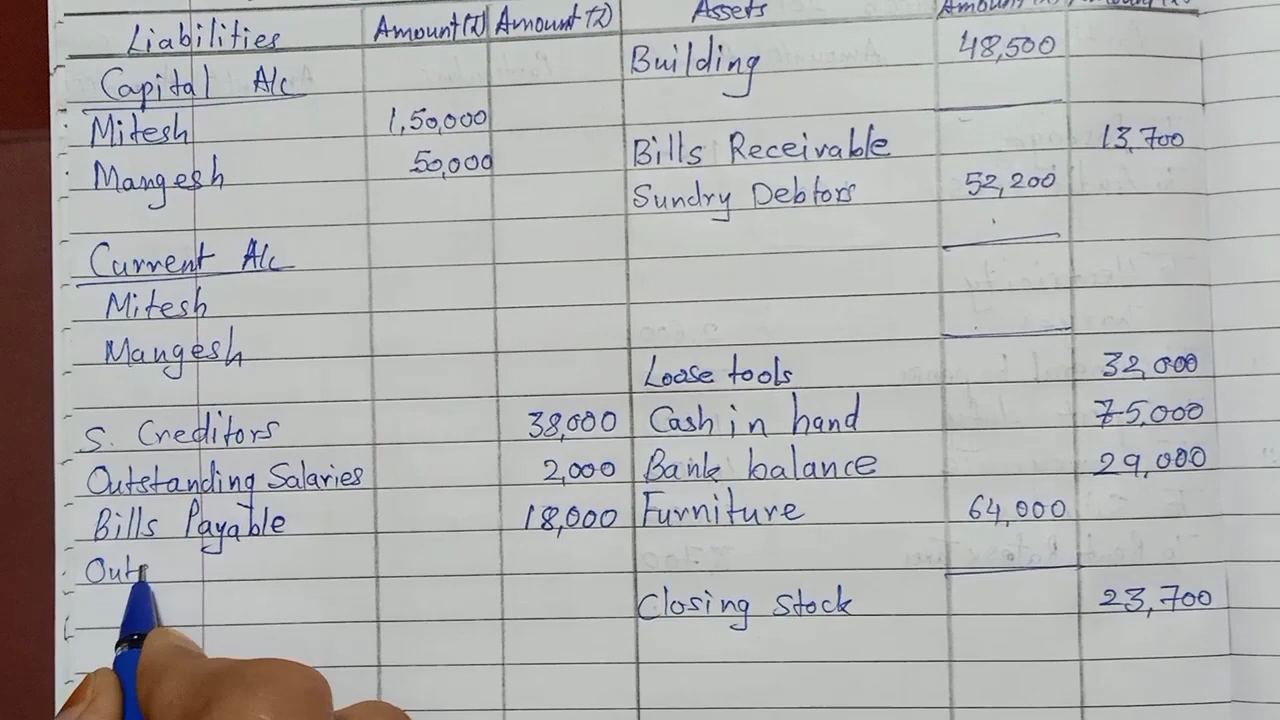 Liabilities Amount (₹) Amount (₹) Assets Amount
Capital A/c Building 48,500
Mitesh 1,50,000
Mangesh 50,000 Bills Receivable 13,700
Sundry Debtors 52,200
Current A/c
Mitesh
Mangesh
Loose tools 32,000
S. Creditors 38,000 Cash in hand 75,000
Outstanding Salaries 2,000 Bank balance 29,000
Bills Payable 18,000 Furniture 64,000
Out
Closing Stock 23,700